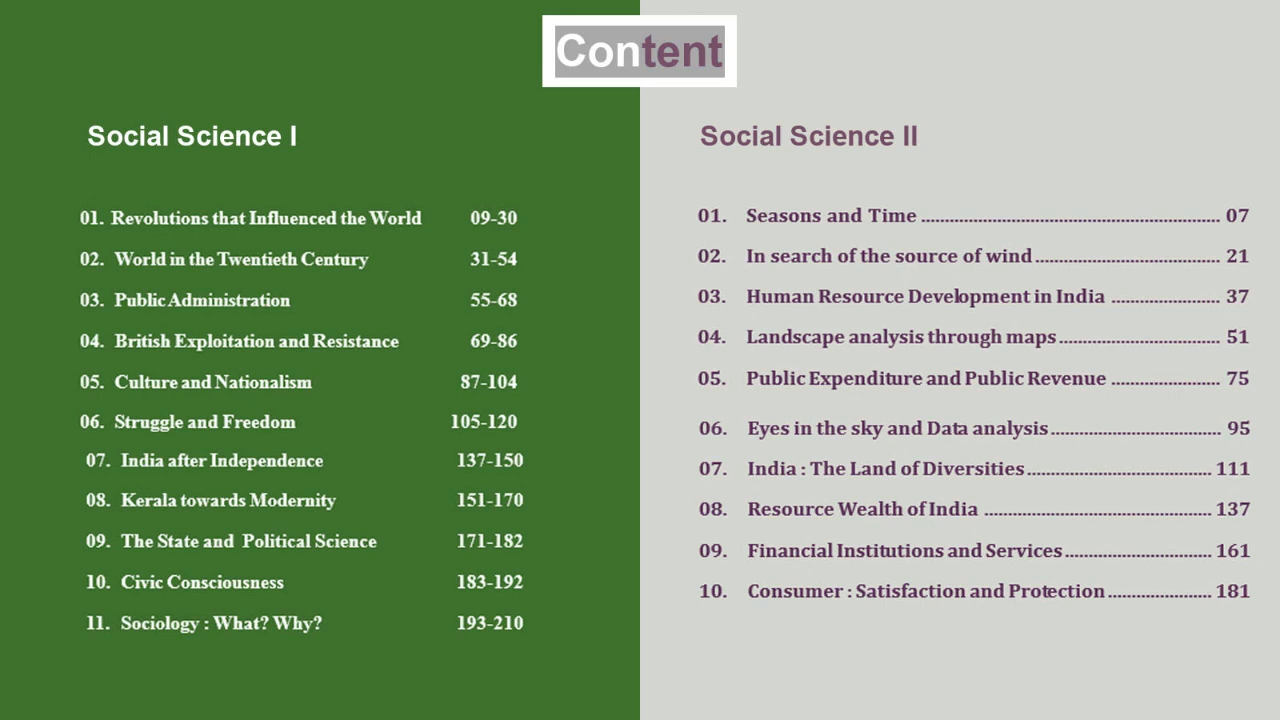 Content
Social Science I
01. Revolutions that Influenced the World 09-30
02. World in the Twentieth Century 31-54
03. Public Administration 55-68
04. British Exploitation and Resistance 69-86
05. Culture and Nationalism 87-104
06. Struggle and Freedom 105-120
07. India after Independence 137-150
08. Kerala towards Modernity 151-170
09. The State and Political Science 171-182
10. Civic Consciousness 183-192
11. Sociology : What? Why? 193-210
Social Science II
01. Seasons and Time ........................................ 07
02. In search of the source of wind ........................................ 21
03. Human Resource Development in India ........................ 37
04. Landscape analysis through maps ................................... 51
05. Public Expenditure and Public Revenue ........................ 75
06. Eyes in the sky and Data analysis ..................................... 95
07. India : The Land of Diversities ........................................ 111
08. Resource Wealth of India ........................................ 137
09. Financial Institutions and Services ................................ 161
10. Consumer : Satisfaction and Protection ....................... 181